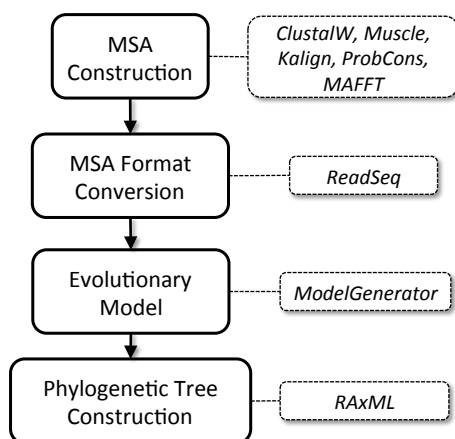 MSA
Construction
ClustalW, Muscle,
Kalign, ProbCons,
MAFFT
MSA Format
Conversion
ReadSeq
Evolutionary
Model
ModelGenerator
Phylogenetic Tree
Construction
RAxML